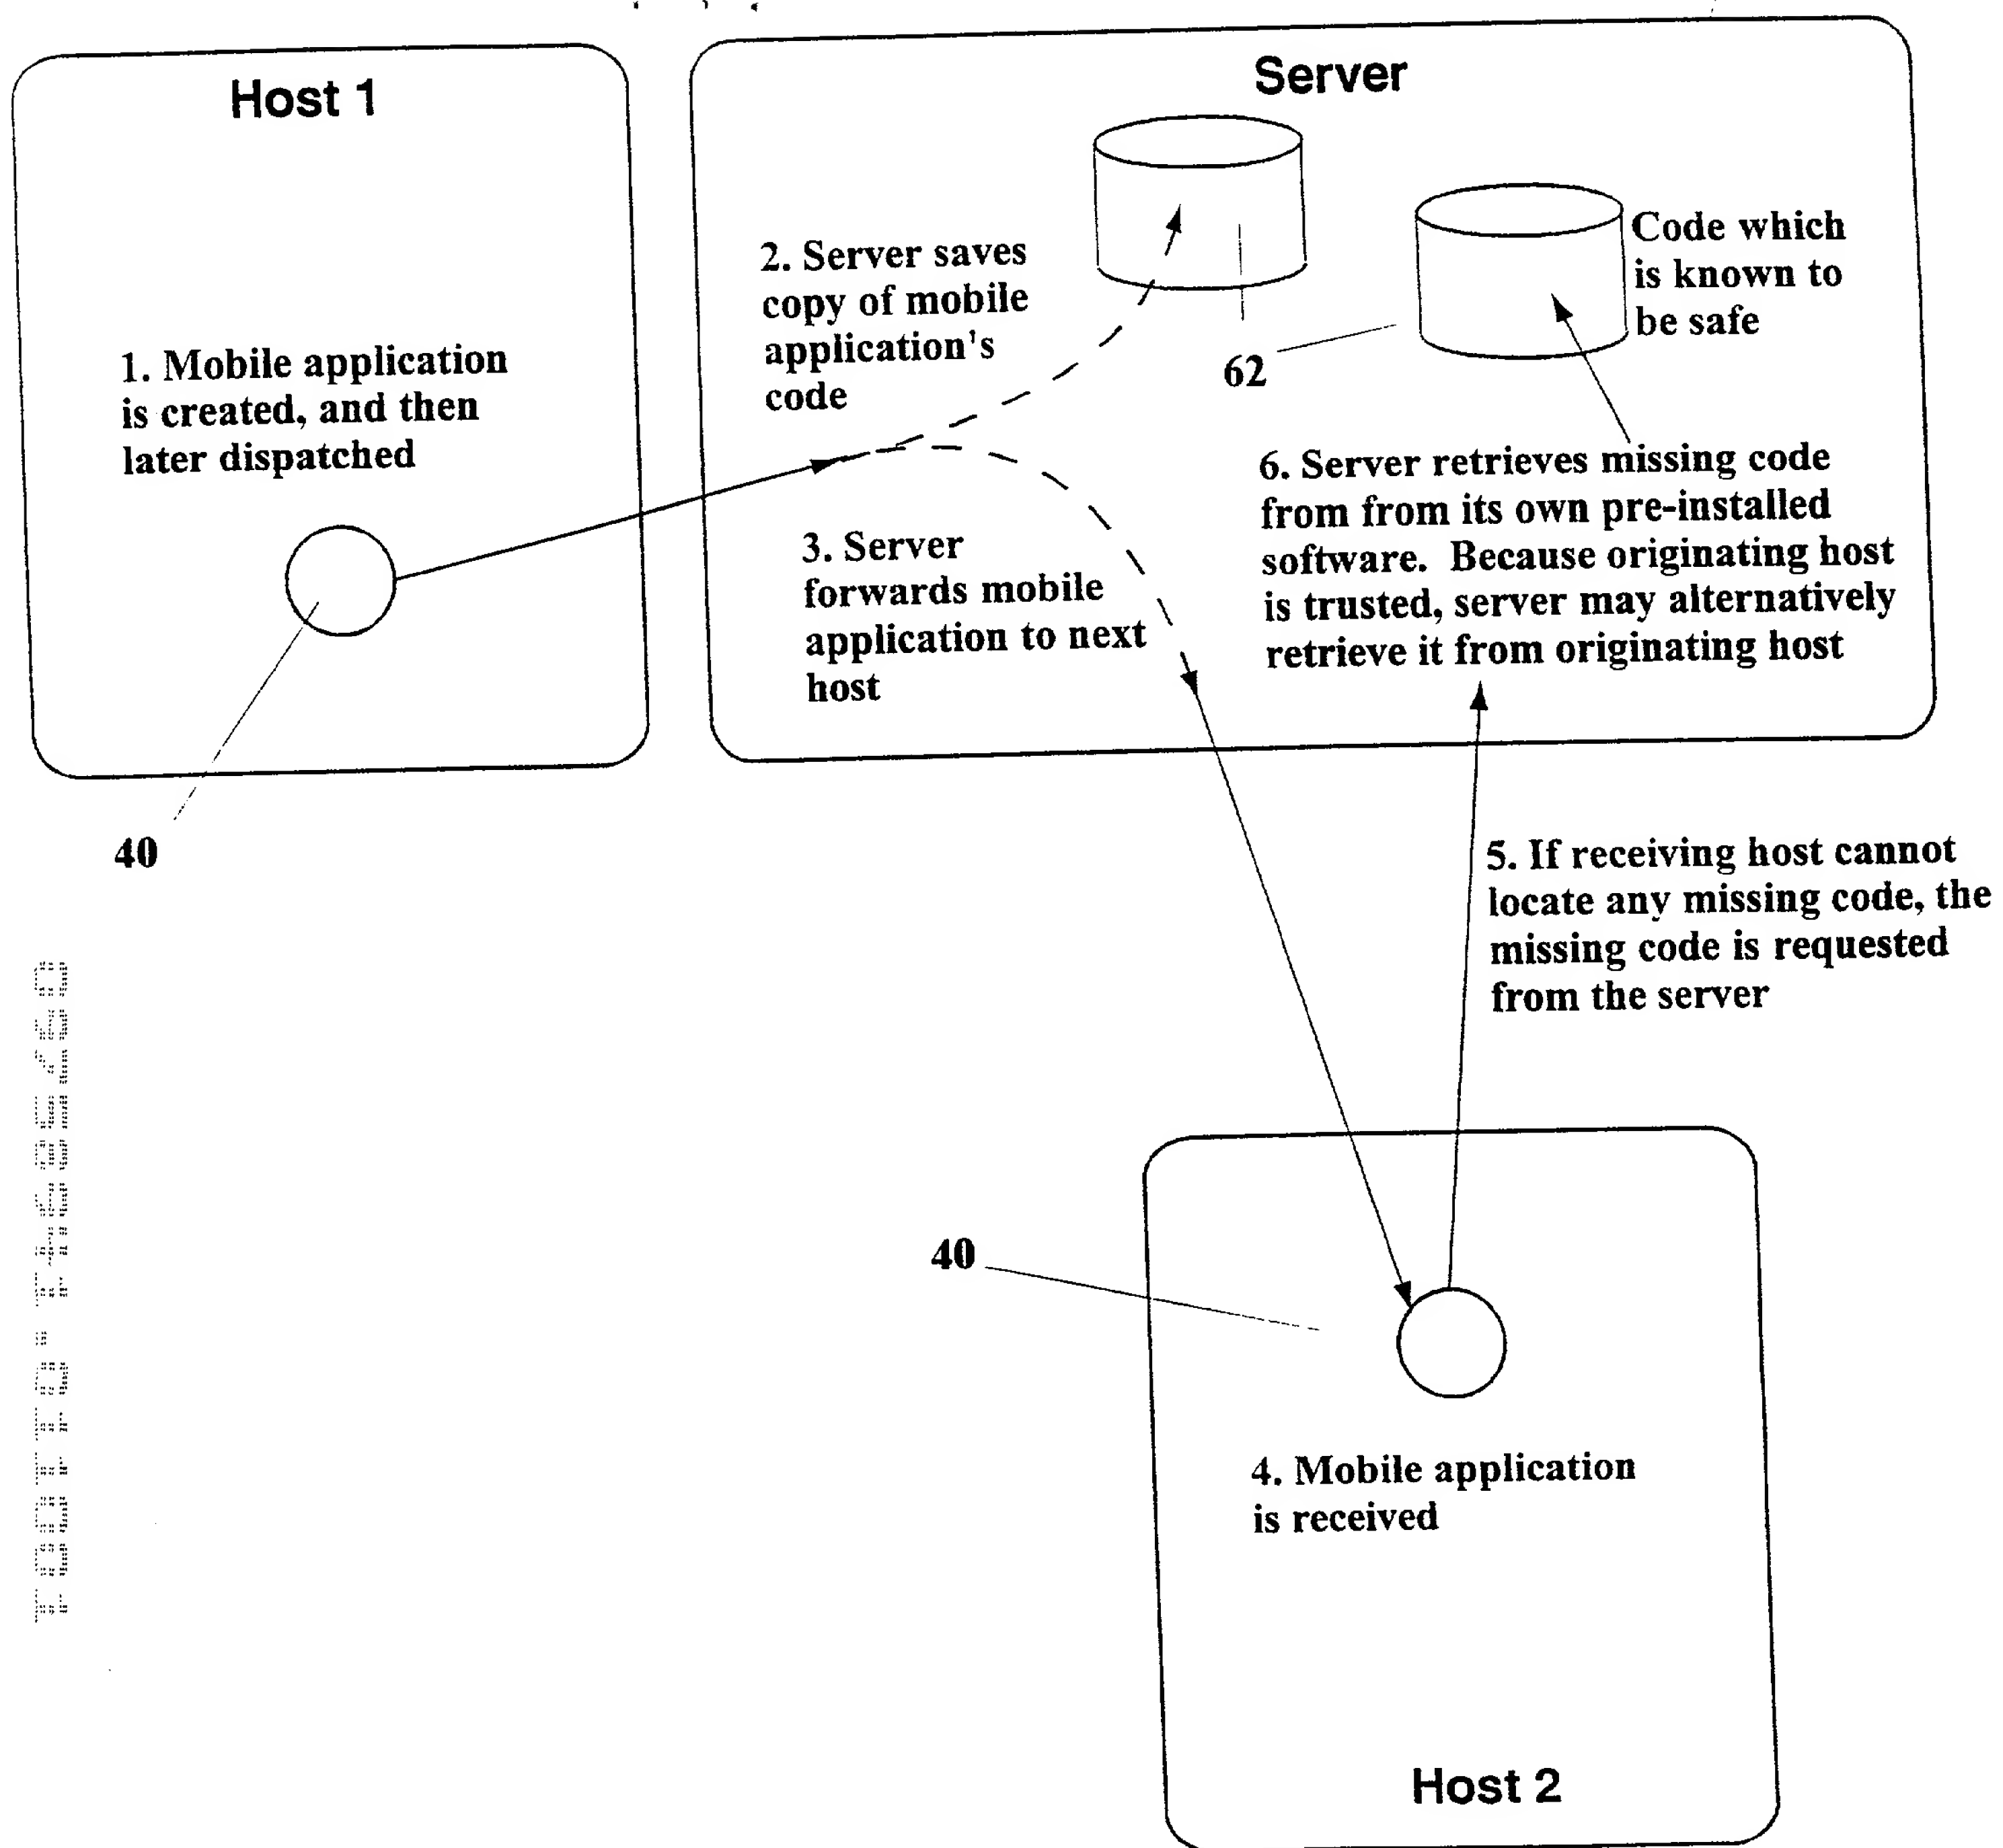 Host 1
1. Mobile application
is created, and then
later dispatched
40
Server
2. Server saves
copy of mobile
application's
code
62
Code which
is known to
be safe
3. Server
forwards mobile
application to next
host
6. Server retrieves missing code
from from its own pre-installed
software. Because originating host
is trusted, server may alternatively
retrieve it from originating host
5. If receiving host cannot
locate any missing code, the
missing code is requested
from the server
40
4. Mobile application
is received
Host 2